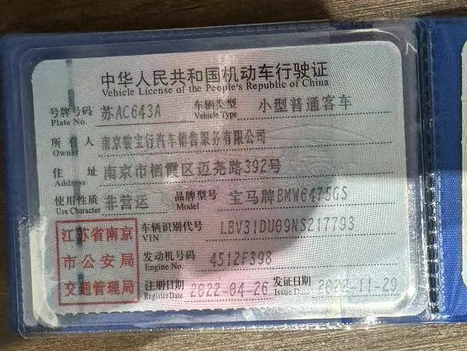 中华人民共和国机动车行驶证
Vehicle License of the People's Republic of China
号牌号码 苏AC643A 车辆类型 小型普通客车
Plate No. Vehicle Type
所有人 南京 宝行汽车销售服务有限公司
Owner
住址 南京市栖霞区迈尧路392号
Address
使用性质 非营运 品牌型号 宝马牌BMW6475GS
Use Character Model
江苏省南京市公安局交通管理局
车辆识别代号 LBV31DU09NS217793
VIN
发动机号码 4512F398
Engine No.
注册日期 2022-04-26 发证日期 2022-11-29
Register Date Issue Date